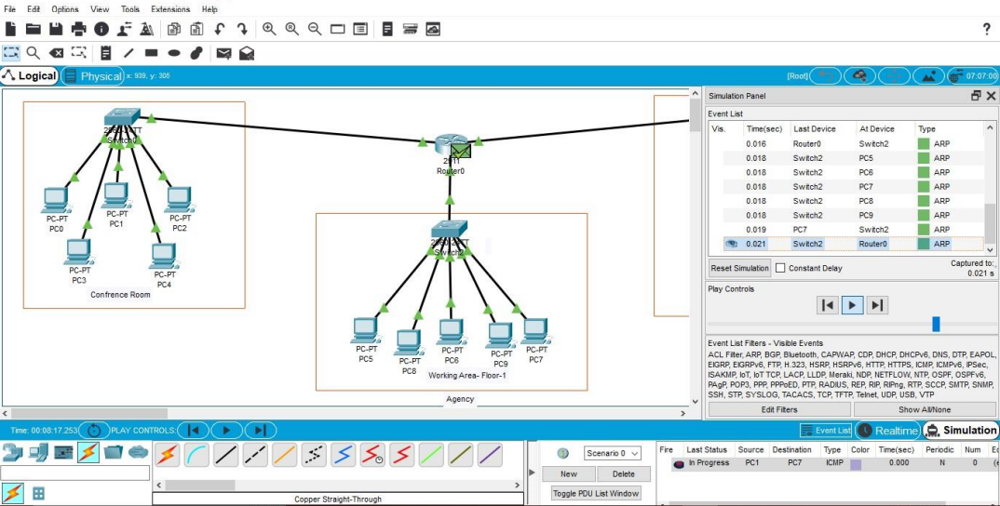 File Edit Options View Tools Extensions Help
?
Logical Physical x: 938, y: 305 [Root] 07:07:00
Simulation Panel
Event List
Vis. Time(sec) Last Device At Device Type
0.016 Router0 Switch2 ARP
0.018 Switch2 PC5 ARP
0.018 Switch2 PC6 ARP
0.018 Switch2 PC7 ARP
0.018 Switch2 PC8 ARP
0.018 Switch2 PC9 ARP
0.019 PC7 Switch2 ARP
0.021 Switch2 Router0 ARP
Reset Simulation Constant Delay Captured to:
0.021 s
Play Controls
Event List Filters - Visible Events
ACL Filter, ARP, BGP, Bluetooth, CAPWAP, CDP, DHCP, DHCPv6, DNS, DTP, EAPOL,
EIGRP, EIGRPv6, FTP, H.323, HSRP, HSRPv6, HTTP, HTTPS, ICMP, ICMPv6, IPSec,
ISAKMP, IoT, IoT TCP, LACP, LLDP, Meraki, NDP, NETFLOW, NTP, OSPF, OSPFv6,
PAgP, POP3, PPP, PPPoED, PTP, RADIUS, REP, RIP, RIPng, RTP, SCCP, SMTP, SNMP,
SSH, STP, SYSLOG, TACACS, TCP, TFTP, Telnet, UDP, USB, VTP
Edit Filters Show All/None
Switch0
PC-PT
PC0
PC-PT
PC1
PC-PT
PC2
PC-PT
PC3
PC-PT
PC4
Confrence Room
2911
Router0
PC-PT
PC5
PC-PT
PC8
PC-PT
PC6
PC-PT
PC9
PC-PT
PC7
Working Area- Floor-1
Agency
Time: 00:08:17.253 PLAY CONTROLS: Event List Realtime Simulation
Copper Straight-Through
Scenario 0
New Delete
Toggle PDU List Window
Fire Last Status Source Destination Type Color Time(sec) Periodic Num
In Progress PC1 PC7 ICMP 0.000 N 0